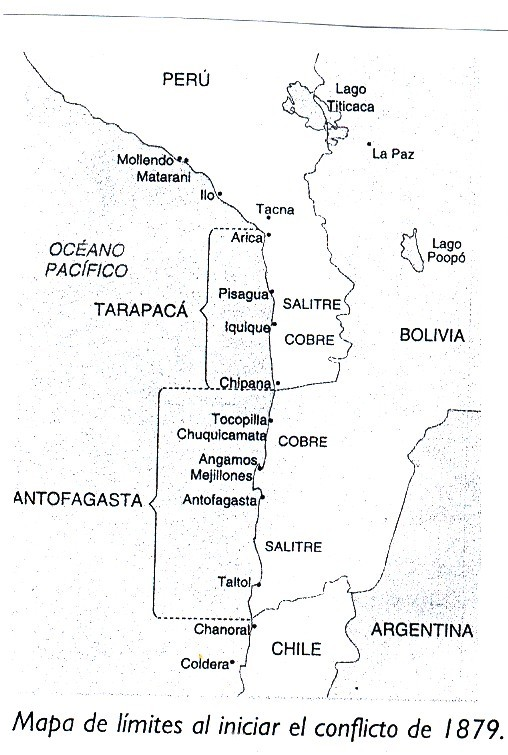 PERÚ
Lago
Titicaca
La Paz
Mollendo
Matarani
Ilo
Tacna
Arica
OCÉANO
PACÍFICO
Lago
Poopó
Pisagua
SALITRE
TARAPACÁ
Iquique
COBRE
BOLIVIA
Chipana
Tocopilla
Chuquicamata
COBRE
Angamos
Mejillones
ANTOFAGASTA
Antofagasta
SALITRE
Taltol
Chanoral
ARGENTINA
CHILE
Coldera
Mapa de límites al iniciar el conflicto de 1879.